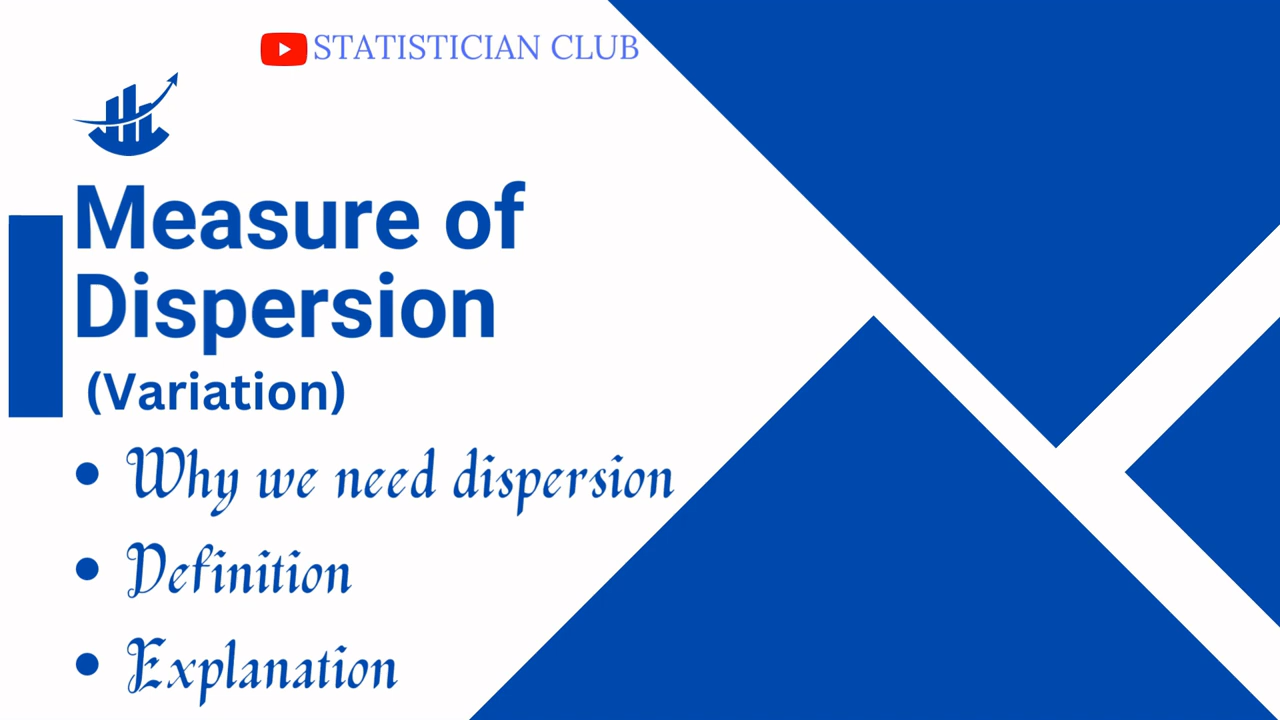 STATISTICIAN CLUB
Measure of
Dispersion
(Variation)
• Why we need dispersion
• Definition
• Explanation